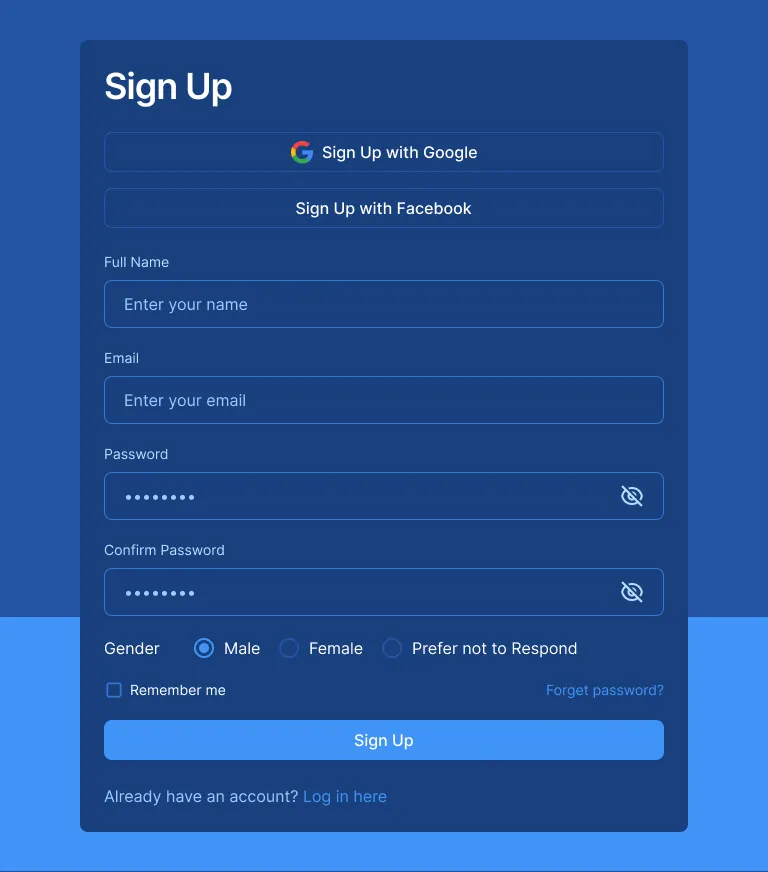 Sign Up
Sign Up with Google
Sign Up with Facebook
Full Name
Enter your name
Email
Enter your email
Password
••••••••
Confirm Password
••••••••
Gender Male Female Prefer not to Respond
Remember me Forget password?
Sign Up
Already have an account? Log in here